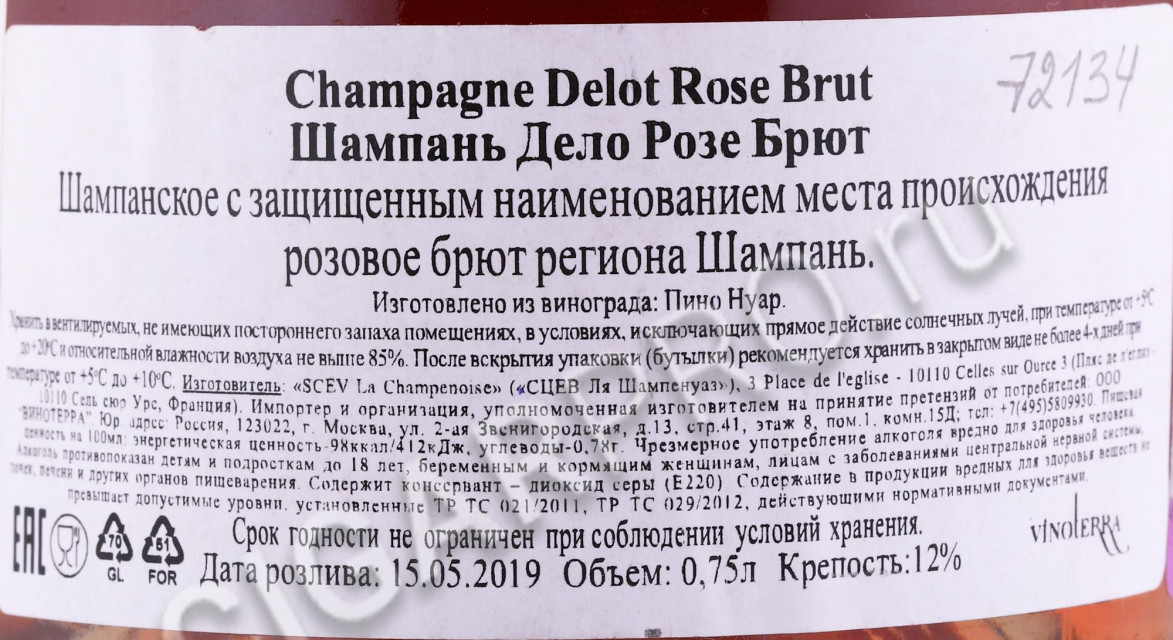 72134
Champagne Delot Rose Brut
Шампань Дело Розе Брют
Шампанское с защищенным наименованием места происхождения
розовое брют региона Шампань.
Изготовлено из винограда: Пино Нуар.
Хранить в вентилируемых, не имеющих постороннего запаха помещениях, в условиях, исключающих прямое действие солнечных лучей, при температуре от +5°C
до +20°C и относительной влажности воздуха не выше 85%. После вскрытия упаковки (бутылки) рекомендуется хранить в закрытом виде не более 4-х дней при
температуре от +5°C до +10°C. Изготовитель: «SCEV La Champenoise» («СЦЕВ Ля Шампенуаз»), 3 Place de l'eglise - 10110 Celles sur Ource 3 (Пляс де л'еглиз -
10110 Сель сюр Урс, Франция). Импортер и организация, уполномоченная изготовителем на принятие претензий от потребителей: ООО
"ВИНОТЕРРА". Юр. адрес: Россия, 123022, г. Москва, ул. 2-ая Звенигородская, д.13, стр.41, этаж 8, пом.1, комн.15Д; тел: +7(495)5809930. Пищевая
ценность на 100мл: энергетическая ценность-98ккал/412кДж, углеводы-0,78г. Чрезмерное употребление алкоголя вредно для здоровья человека.
Алкоголь противопоказан детям и подросткам до 18 лет, беременным и кормящим женщинам, лицам с заболеваниями центральной нервной системы,
почек, печени и других органов пищеварения. Содержит консервант – диоксид серы (E220) Содержание в продукции вредных для здоровья веществ не
превышает допустимые уровни, установленные ТР ТС 021/2011, ТР ТС 029/2012, действующими нормативными документами.
Срок годности не ограничен при соблюдении условий хранения.
Дата розлива: 15.05.2019 Объем: 0,75л Крепость:12%
EAC
70
GL
51
FOR
vinoTERRA
CIGARPRO.ru